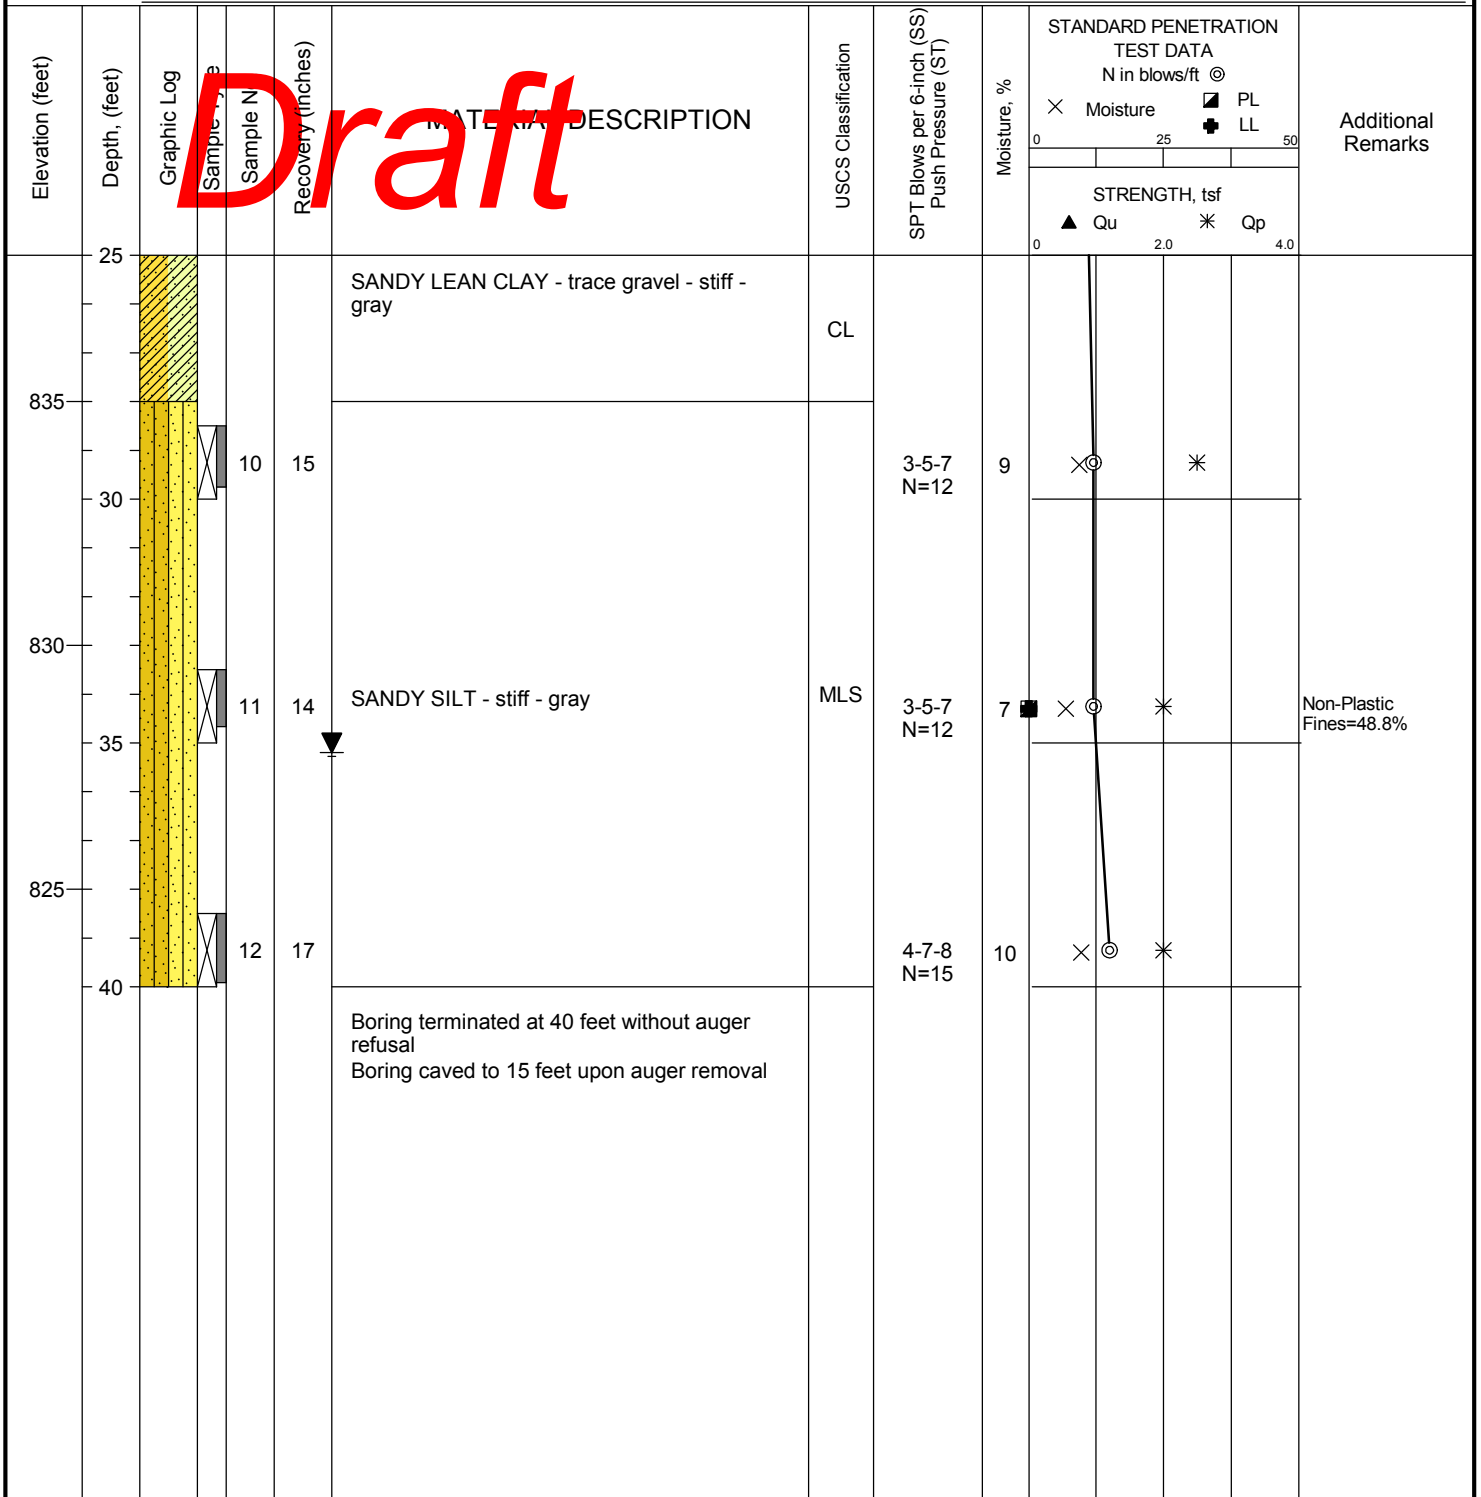 Elevation (feet)
Depth, (feet)
Graphic Log
Sample Type
Sample N
Recovery (inches)
Draft
MATERIAL DESCRIPTION
USCS Classification
SPT Blows per 6-inch (SS)
Push Pressure (ST)
Moisture, %
STANDARD PENETRATION
TEST DATA
N in blows/ft
Moisture
PL
LL
0 25 50
STRENGTH, tsf
Qu Qp
0 2.0 4.0
Additional
Remarks
25
SANDY LEAN CLAY - trace gravel - stiff -
gray
CL
835
10 15
3-5-7
N=12
9
30
830
11 14
SANDY SILT - stiff - gray
MLS
3-5-7
N=12
7
Non-Plastic
Fines=48.8%
35
825
12 17
4-7-8
N=15
10
40
Boring terminated at 40 feet without auger
refusal
Boring caved to 15 feet upon auger removal